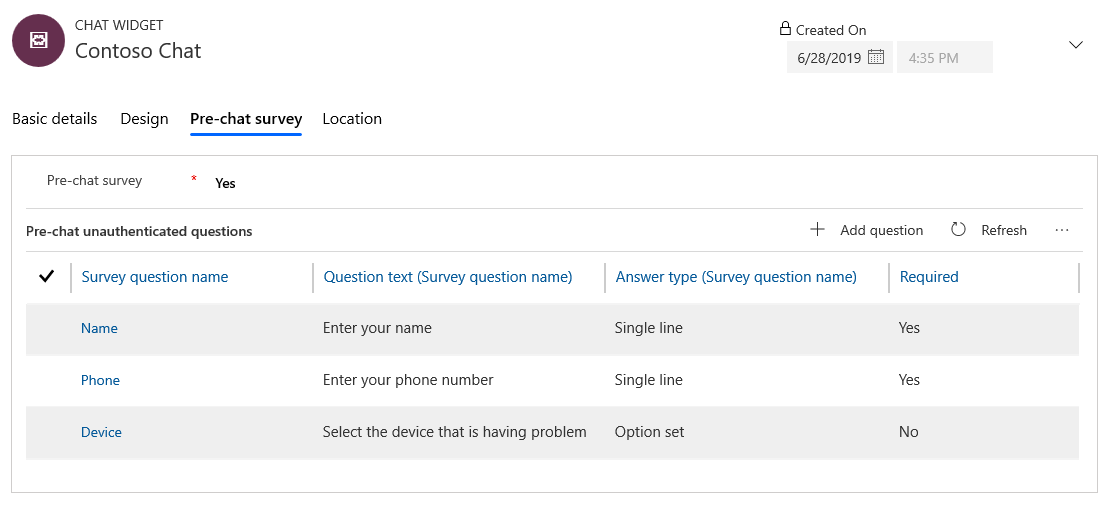 CHAT WIDGET
Contoso Chat
Created On
6/28/2019 4:35 PM
Basic details Design Pre-chat survey Location
Pre-chat survey * Yes
Pre-chat unauthenticated questions + Add question Refresh ...
Survey question name Question text (Survey question name) Answer type (Survey question name) Required
Name Enter your name Single line Yes
Phone Enter your phone number Single line Yes
Device Select the device that is having problem Option set No